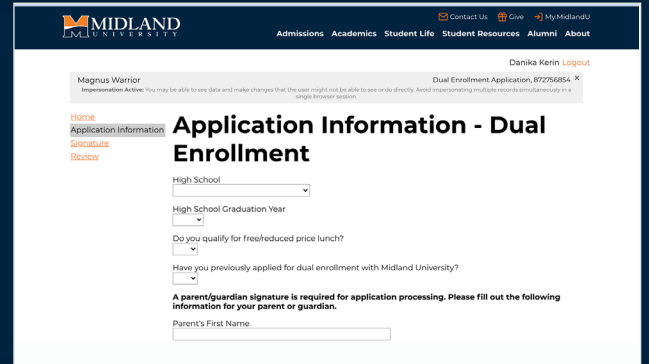 MIDLAND
UNIVERSITY
Contact Us Give My.MidlandU
Admissions Academics Student Life Student Resources Alumni About
Danika Kerin Logout
Magnus Warrior
Dual Enrollment Application, 872756854 ×
Impersonation Active: You may be able to see data and make changes that the user might not be able to see or do directly. Avoid impersonating multiple records simultaneously in a
single browser session.
Home
Application Information
Signature
Review
Application Information - Dual
Enrollment
High School
High School Graduation Year
Do you qualify for free/reduced price lunch?
Have you previously applied for dual enrollment with Midland University?
A parent/guardian signature is required for application processing. Please fill out the following
information for your parent or guardian.
Parent's First Name